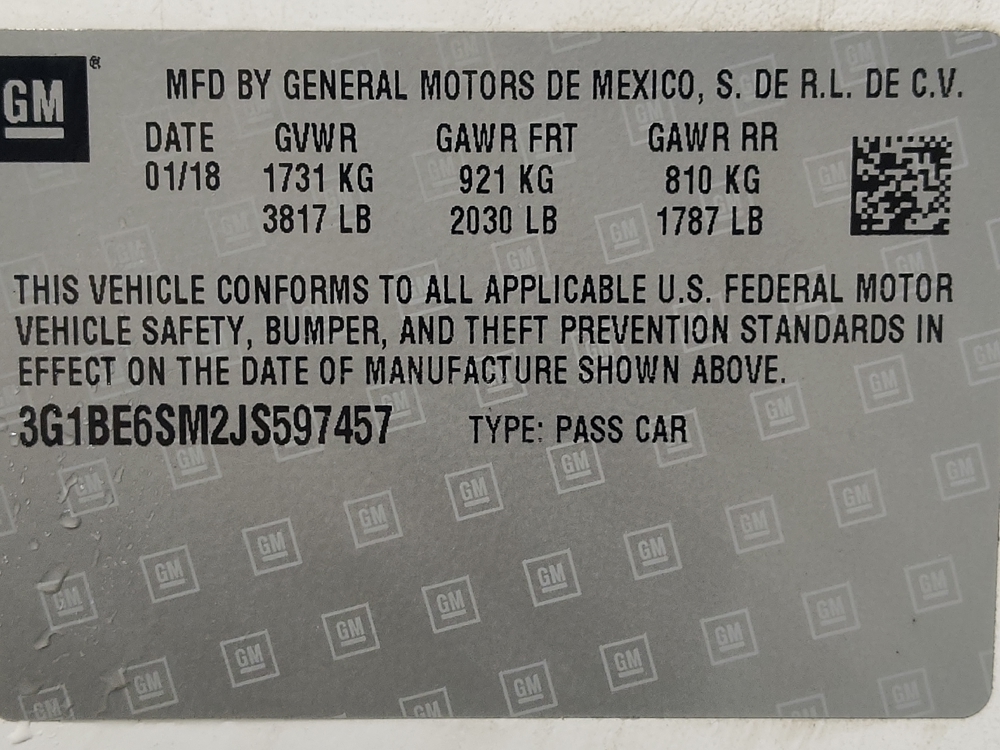 GM®
MFD BY GENERAL MOTORS DE MEXICO, S. DE R.L. DE C.V.
DATE GVWR GAWR FRT GAWR RR
01/18 1731 KG 921 KG 810 KG
3817 LB 2030 LB 1787 LB
THIS VEHICLE CONFORMS TO ALL APPLICABLE U.S. FEDERAL MOTOR
VEHICLE SAFETY, BUMPER, AND THEFT PREVENTION STANDARDS IN
EFFECT ON THE DATE OF MANUFACTURE SHOWN ABOVE.
3G1BE6SM2JS597457 TYPE: PASS CAR